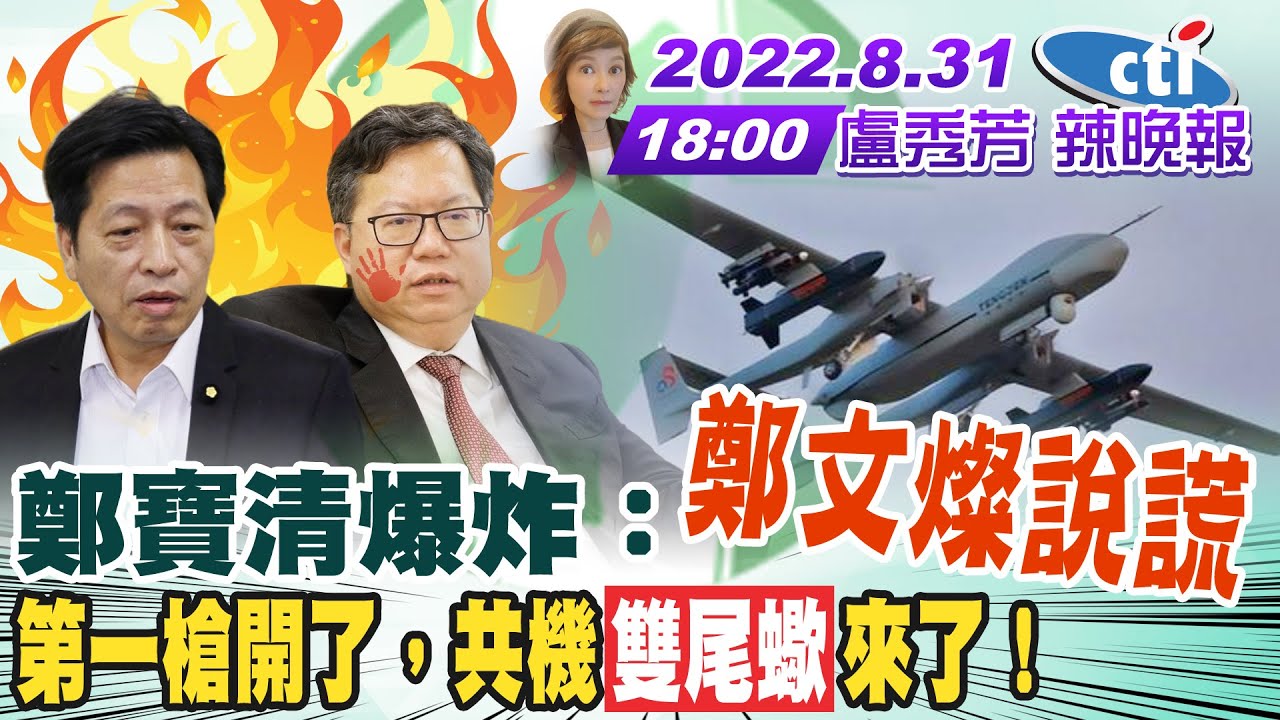 2022.8.31
cti
18:00
盧秀芳 辣晚報
TENGDEN
鄭寶清爆炸：鄭文燦說謊
第一槍開了，共機雙尾蠍來了！